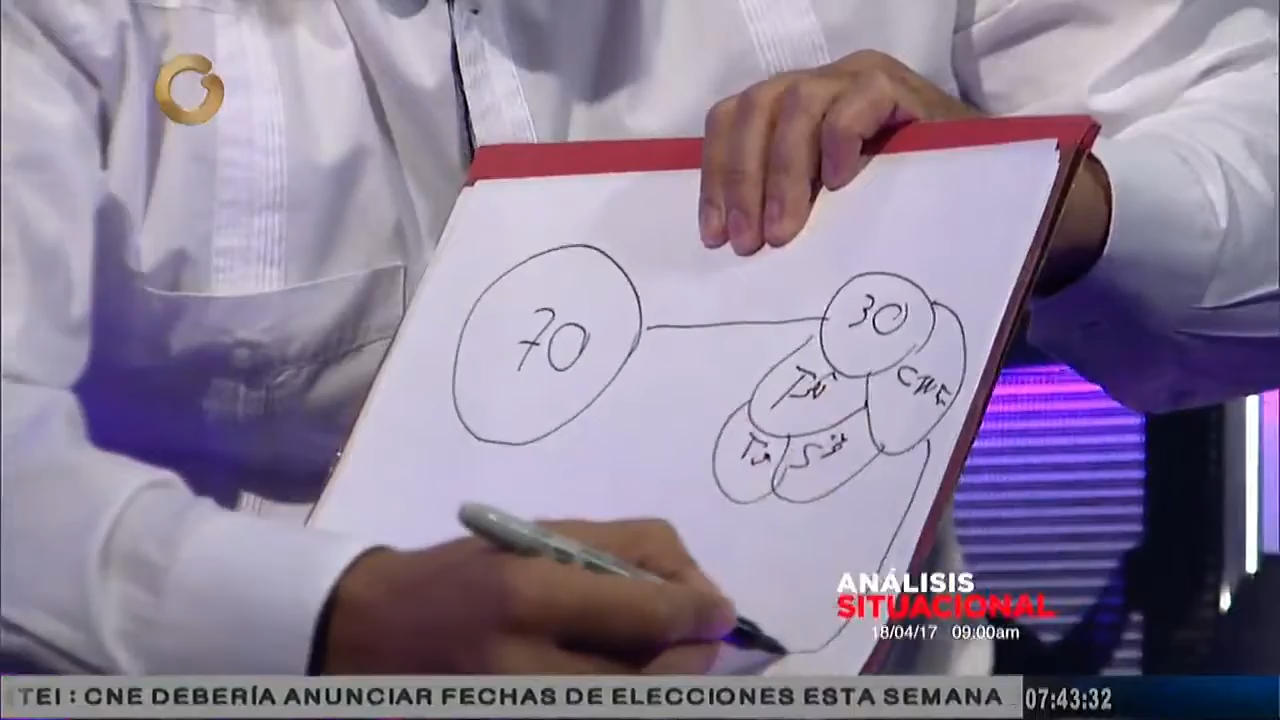 70
30
CNE
ANÁLISIS
SITUACIONAL
18/04/17 09:00am
TEI : CNE DEBERÍA ANUNCIAR FECHAS DE ELECCIONES ESTA SEMANA
07:43:32